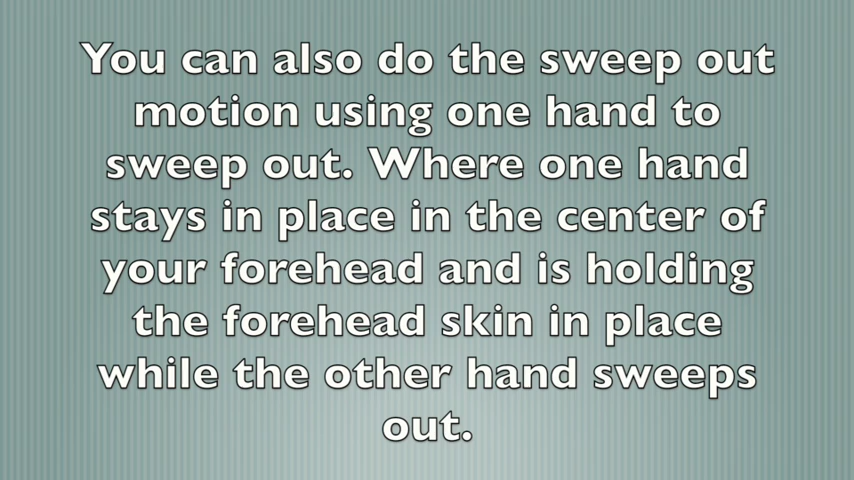 You can also do the sweep out
motion using one hand to
sweep out. Where one hand
stays in place in the center of
your forehead and is holding
the forehead skin in place
while the other hand sweeps
out.